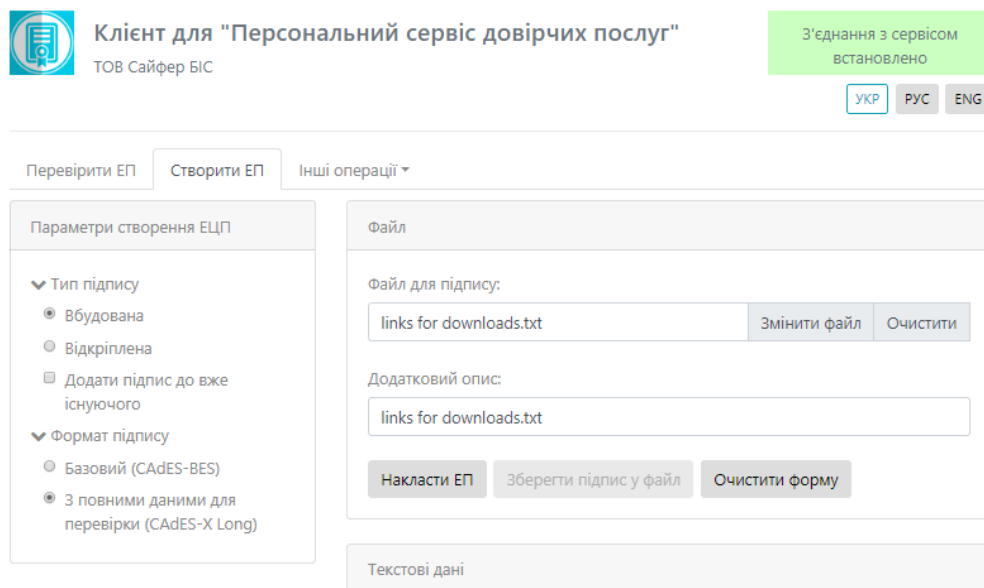 Клієнт для "Персональний сервіс довірчих послуг"
ТОВ Сайфер БІС
З'єднання з сервісом
встановлено
УКР РУС ENG
Перевірити ЕП Створити ЕП Інші операції
Параметри створення ЕЦП
Тип підпису
Вбудована
Відкріплена
Додати підпис до вже
існуючого
Формат підпису
Базовий (CAdES-BES)
З повними даними для
перевірки (CAdES-X Long)
Файл
Файл для підпису:
links for downloads.txt Змінити файл Очистити
Додатковий опис:
links for downloads.txt
Накласти ЕП Зберегти підпис у файл Очистити форму
Текстові дані